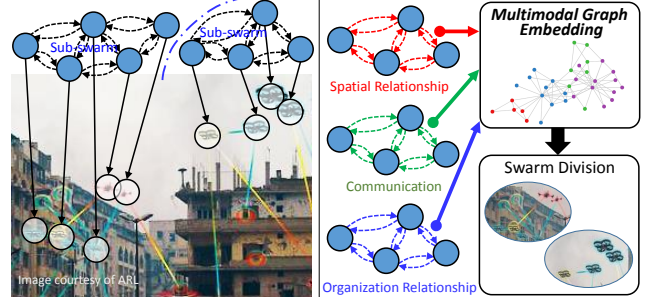 Sub-swarm
Sub-swarm
Image courtesy of ARL
Spatial Relationship
Communication
Organization Relationship
Multimodal Graph
Embedding
Swarm Division